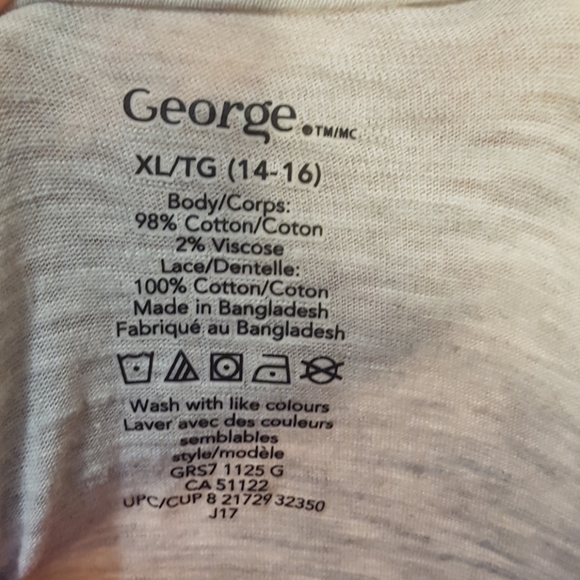 George.TM/MC
XL/TG (14-16)
Body/Corps:
98% Cotton/Coton
2% Viscose
Lace/Dentelle:
100% Cotton/Coton
Made in Bangladesh
Fabriqué au Bangladesh
Wash with like colours
Laver avec des couleurs
semblables
style/modèle
GRS7 1125 G
CA 51122
UPC/CUP 8 21729 32350
J17